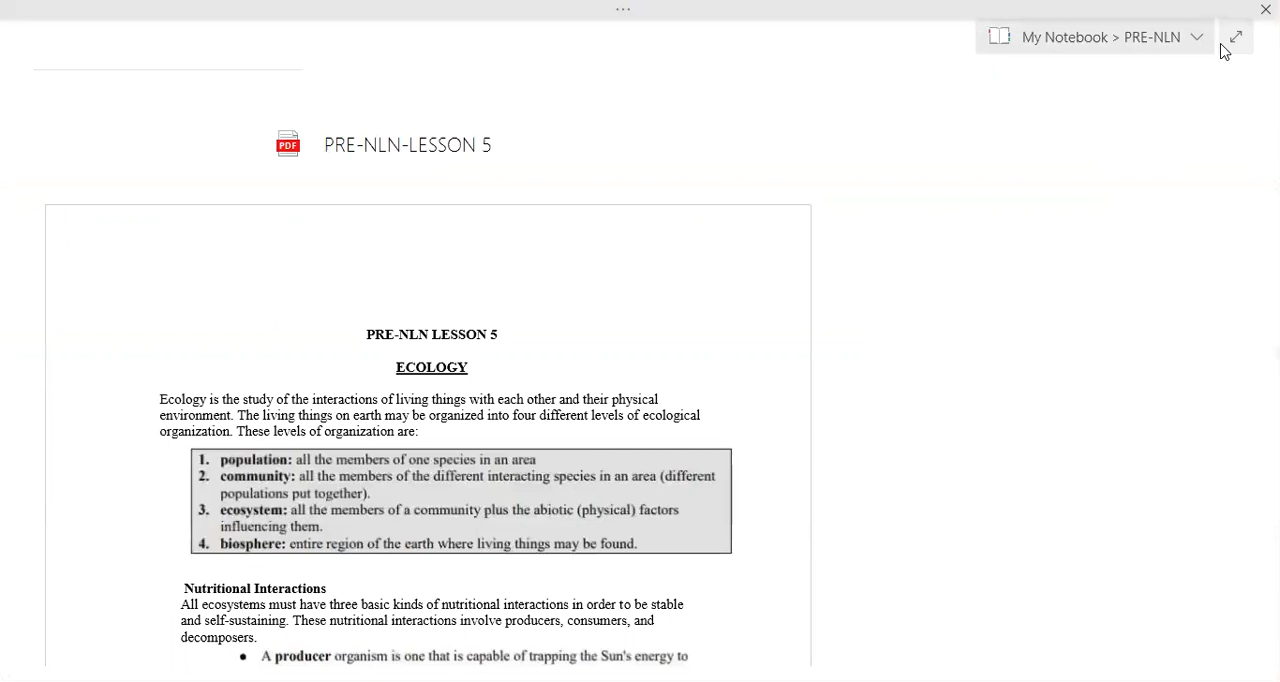 My Notebook > PRE-NLN
PDF PRE-NLN-LESSON 5
PRE-NLN LESSON 5
ECOLOGY
Ecology is the study of the interactions of living things with each other and their physical
environment. The living things on earth may be organized into four different levels of ecological
organization. These levels of organization are:
1. population: all the members of one species in an area
2. community: all the members of the different interacting species in an area (different
populations put together).
3. ecosystem: all the members of a community plus the abiotic (physical) factors
influencing them.
4. biosphere: entire region of the earth where living things may be found.
Nutritional Interactions
All ecosystems must have three basic kinds of nutritional interactions in order to be stable
and self-sustaining. These nutritional interactions involve producers, consumers, and
decomposers.
• A producer organism is one that is capable of trapping the Sun's energy to